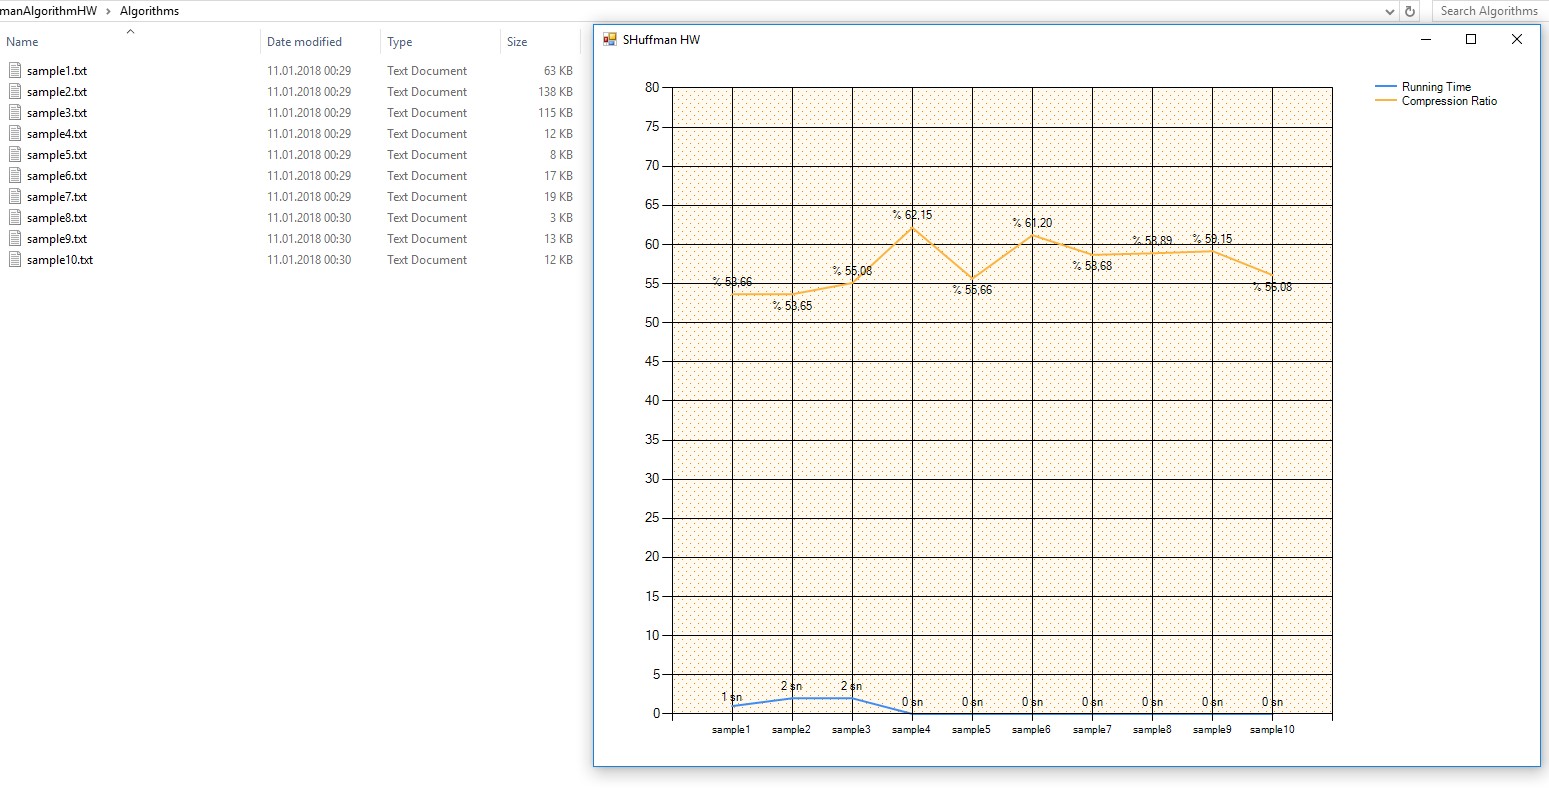 manAlgorithmHW > Algorithms
Search Algorithms
Name Date modified Type Size
sample1.txt 11.01.2018 00:29 Text Document 63 KB
sample2.txt 11.01.2018 00:29 Text Document 138 KB
sample3.txt 11.01.2018 00:29 Text Document 115 KB
sample4.txt 11.01.2018 00:29 Text Document 12 KB
sample5.txt 11.01.2018 00:29 Text Document 8 KB
sample6.txt 11.01.2018 00:29 Text Document 17 KB
sample7.txt 11.01.2018 00:29 Text Document 19 KB
sample8.txt 11.01.2018 00:30 Text Document 3 KB
sample9.txt 11.01.2018 00:30 Text Document 13 KB
sample10.txt 11.01.2018 00:30 Text Document 12 KB
SHuffman HW
Running Time
Compression Ratio
80
75
70
65
60
55
50
45
40
35
30
25
20
15
10
5
0
% 53,66
% 53,65
% 55,08
% 62,15
% 55,66
% 61,20
% 58,68
% 58,89
% 59,15
% 56,08
1 sn
2 sn
2 sn
0 sn
0 sn
0 sn
0 sn
0 sn
0 sn
0 sn
sample1 sample2 sample3 sample4 sample5 sample6 sample7 sample8 sample9 sample10